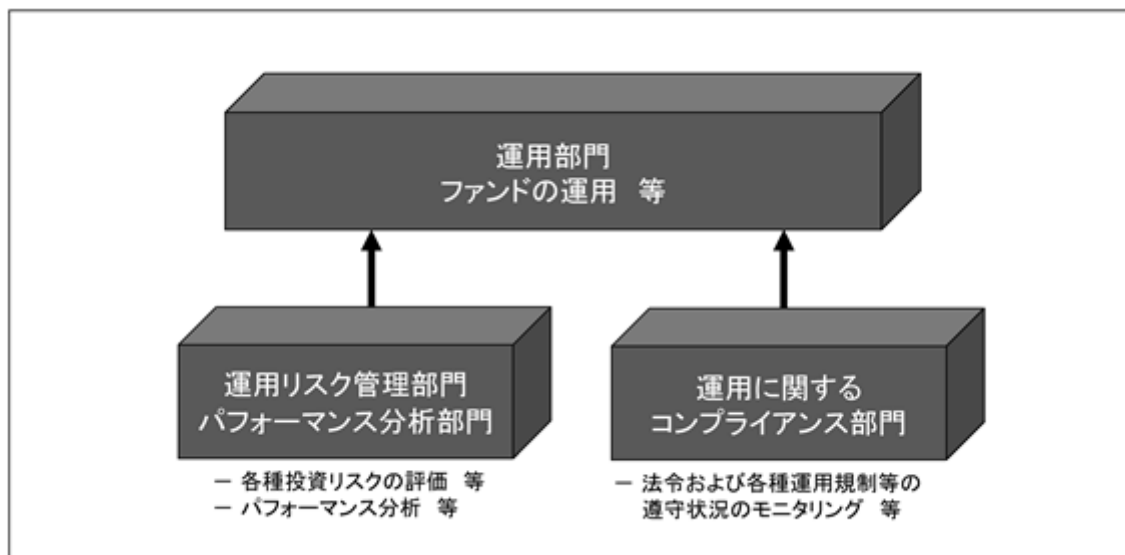 運用部門
ファンドの運用 等
運用リスク管理部門
パフォーマンス分析部門
運用に関する
コンプライアンス部門
－ 各種投資リスクの評価 等
－ パフォーマンス分析 等
－ 法令および各種運用規制等の
遵守状況のモニタリング 等